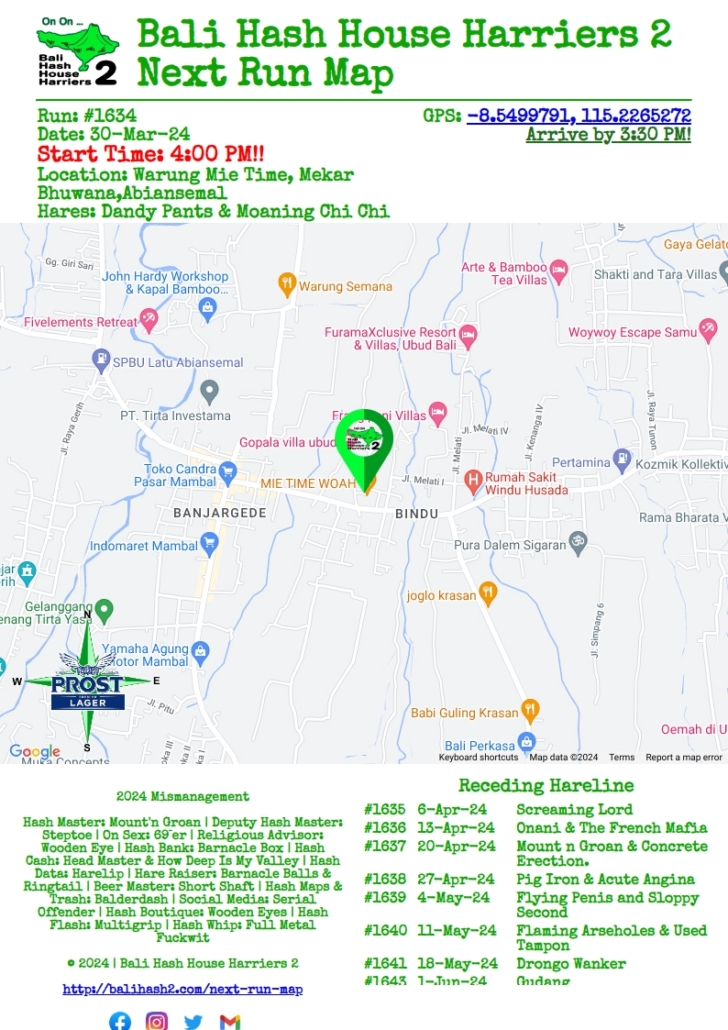 On On ...
Bali
Hash
House
Harriers 2
Bali Hash House Harriers 2
Next Run Map
Run: #1634
GPS: -8.5499791, 115.2265272
Date: 30-Mar-24
Arrive by 3:30 PM!
Start Time: 4:00 PM!!
Location: Warung Mie Time, Mekar
Bhuwana,Abiansemal
Hares: Dandy Pants & Moaning Chi Chi
Gaya Gelato
Gg. Giri Sari
John Hardy Workshop
& Kapal Bamboo...
Warung Semana
Arte & Bamboo
Tea Villas
Shakti and Tara Villas
Fivelements Retreat
FuramaXclusive Resort
& Villas, Ubud Bali
Woywoy Escape Samu
SPBU Latu Abiansemal
PT. Tirta Investama
Jl. Raya Gerih
Villas
Jl. Melati IV
Jl. Melati
Jl. Kenanga IV
Jl. Raya Tunon
Gopala villa ubud
2
Toko Candra
Pasar Mambal
MIE TIME WOAH
Jl. Melati I
Rumah Sakit
Windu Husada
Pertamina
Kozmik Kollektiv
BANJARGEDE
BINDU
Rama Bharata V
Indomaret Mambal
Pura Dalem Sigaran
joglo krasan
Gelanggang
enang Tirta Yasa
Jl. Simpang 6
N
Yamaha Agung
Motor Mambal
W
PROST
LAGER
E
Jl. Pitu
S
Babi Guling Krasan
Bali Perkasa
Oemah di U
Google
Keyboard shortcuts
Map data ©2024
Terms
Report a map error
2024 Mismanagement
Hash Master: Mount'n Groan | Deputy Hash Master:
Steptoe | On Sex: 69´er | Religious Advisor:
Wooden Eye | Hash Bank: Barnacle Box | Hash
Cash: Head Master & How Deep Is My Valley | Hash
Data: Harelip | Hare Raiser: Barnacle Balls &
Ringtail | Beer Master: Short Shaft | Hash Maps &
Trash: Balderdash | Social Media: Serial
Offender | Hash Boutique: Wooden Eyes | Hash
Flash: Multigrip | Hash Whip: Full Metal
Fuckwit
© 2024 | Bali Hash House Harriers 2
http://balihash2.com/next-run-map
Receding Hareline
#1635 6-Apr-24 Screaming Lord
#1636 13-Apr-24 Onani & The French Mafia
#1637 20-Apr-24 Mount n Groan & Concrete
Erection.
#1638 27-Apr-24 Pig Iron & Acute Angina
#1639 4-May-24 Flying Penis and Sloppy
Second
#1640 11-May-24 Flaming Arseholes & Used
Tampon
#1641 18-May-24 Drongo Wanker
#1643 1-Jun-24 Gudang